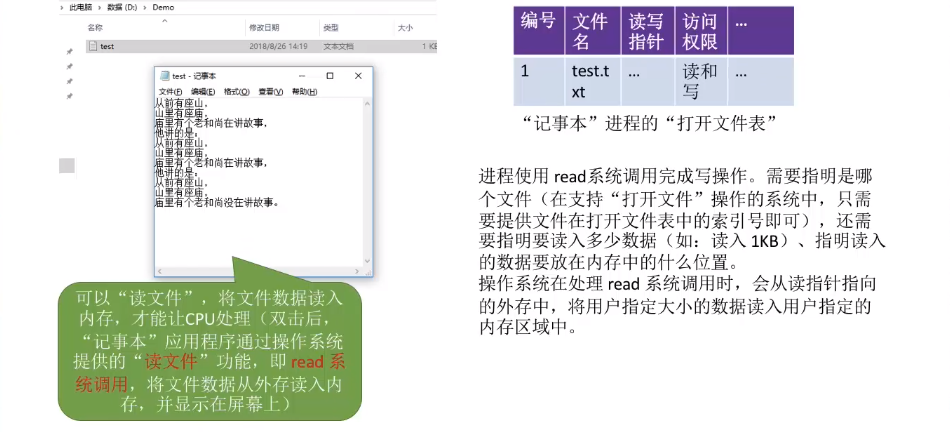 此电脑 > 数据 (D:) > Demo
名称 修改日期 类型 大小
test 2018/8/26 14:19 文本文档 1 KB
test - 记事本
文件(F) 编辑(E) 格式(O) 查看(V) 帮助(H)
从前有座山，
山里有座庙，
庙里有个老和尚在讲故事，
他讲的是：
从前有座山，
山里有座庙，
庙里有个老和尚在讲故事，
他讲的是：
从前有座山，
山里有座庙，
庙里有个老和尚没在讲故事。
可以“读文件”，将文件数据读入
内存，才能让CPU处理（双击后，
“记事本”应用程序通过操作系统
提供的“读文件”功能，即 read 系
统调用，将文件数据从外存读入内
存，并显示在屏幕上）
编号 文件名 读写指针 访问权限 ...
1 test.txt ... 读和写 ...
“记事本”进程的“打开文件表”
进程使用 read系统调用完成写操作。需要指明是哪
个文件（在支持“打开文件”操作的系统中，只需
要提供文件在打开文件表中的索引号即可），还需
要指明要读入多少数据（如：读入 1KB）、指明读入
的数据要放在内存中的什么位置。
操作系统在处理 read 系统调用时，会从读指针指向
的外存中，将用户指定大小的数据读入用户指定的
内存区域中。